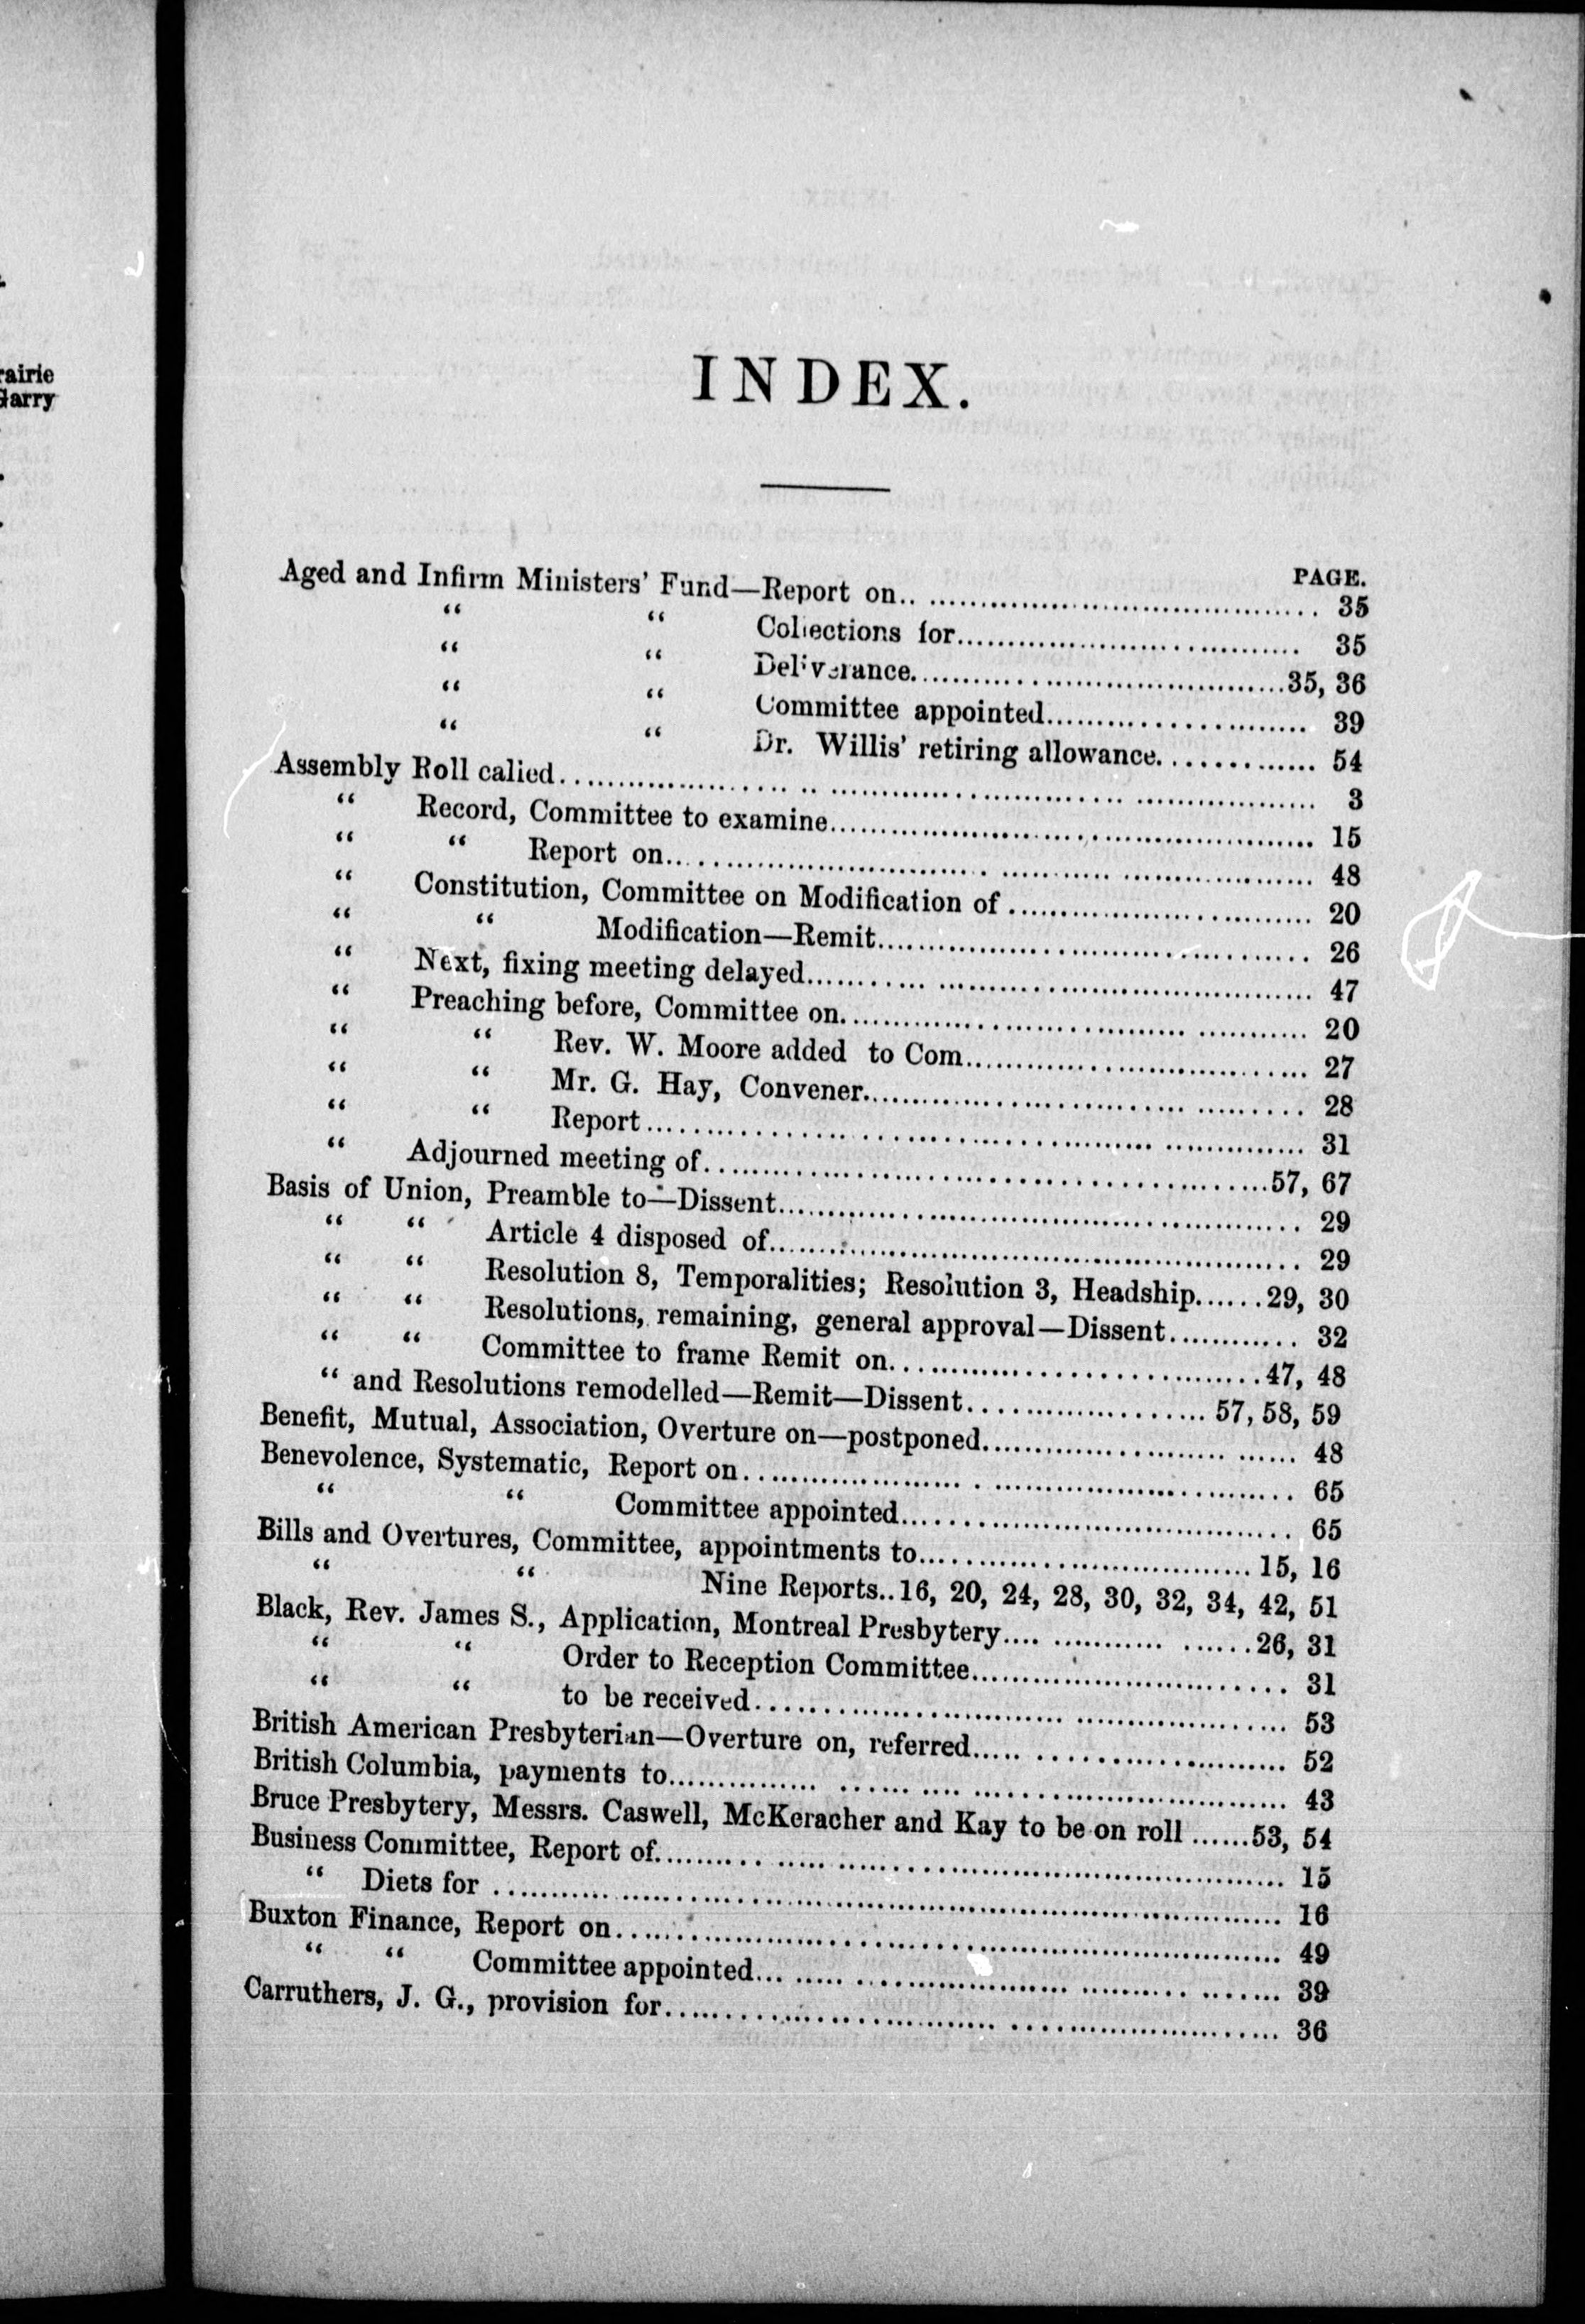 rairie
Garry
INDEX.
PAGE.
Aged and Infirm Ministers' Fund—Report on.. .......... 35
“ “ Collections for.......... 35
“ “ Deliverance..........35, 36
“ “ Committee appointed.......... 39
“ “ Dr. Willis' retiring allowance.......... 54
Assembly Roll called.......... 3
“ Record, Committee to examine.......... 15
“ “ Report on.......... 48
“ Constitution, Committee on Modification of .......... 20
“ “ Modification—Remit.......... 26
“ Next, fixing meeting delayed.......... 47
“ Preaching before, Committee on.......... 20
“ “ Rev. W. Moore added to Com.......... 27
“ “ Mr. G. Hay, Convener.......... 28
“ “ Report.......... 31
“ Adjourned meeting of..........57, 67
Basis of Union, Preamble to—Dissent.......... 29
“ “ Article 4 disposed of.......... 29
“ “ Resolution 8, Temporalities; Resolution 3, Headship......29, 30
“ “ Resolutions, remaining, general approval—Dissent.......... 32
“ “ Committee to frame Remit on..........47, 48
“ and Resolutions remodelled—Remit—Dissent.......... 57, 58, 59
Benefit, Mutual, Association, Overture on—postponed.......... 48
Benevolence, Systematic, Report on.......... 65
“ “ Committee appointed.......... 65
Bills and Overtures, Committee, appointments to.......... 15, 16
“ “ Nine Reports..16, 20, 24, 28, 30, 32, 34, 42, 51
Black, Rev. James S., Application, Montreal Presbytery..........26, 31
“ “ Order to Reception Committee.......... 31
“ “ to be received.......... 53
British American Presbyterian—Overture on, referred.......... 52
British Columbia, payments to.......... 43
Bruce Presbytery, Messrs. Caswell, McKeracher and Kay to be on roll ......53, 54
Business Committee, Report of.......... 15
“ Diets for .......... 16
Buxton Finance, Report on.......... 49
“ “ Committee appointed.......... 39
Carruthers, J. G., provision for.......... 36